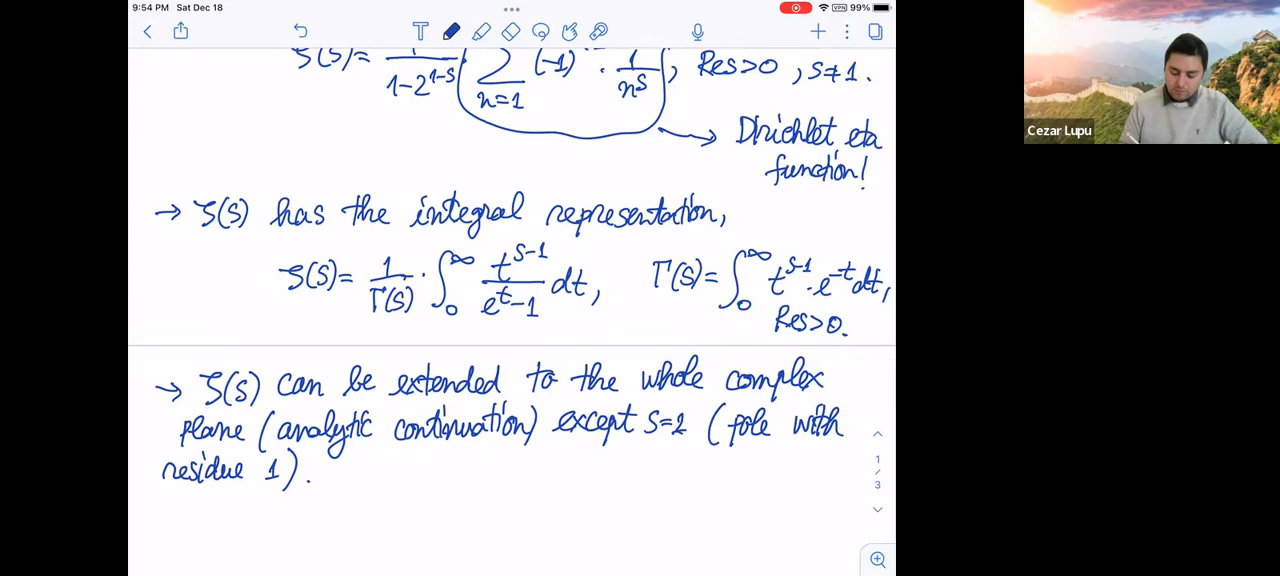 9:54 PM Sat Dec 18
VPN 99%
ζ(s)= 1/(1-2^{1-s}) ∑_{n=1} (-1) · 1/n^s, Res>0, s≠1.
Dirichlet eta
function!
→ ζ(s) has the integral representation,
ζ(s)= 1/Γ(s) · ∫_0^∞ t^{s-1}/(e^t-1) dt, Γ(s)= ∫_0^∞ t^{s-1} · e^{-t} dt,
Res>0.
→ ζ(s) can be extended to the whole complex
plane (analytic continuation) except s=2 (pole with
residue 1).
1
/
3
Cezar Lupu